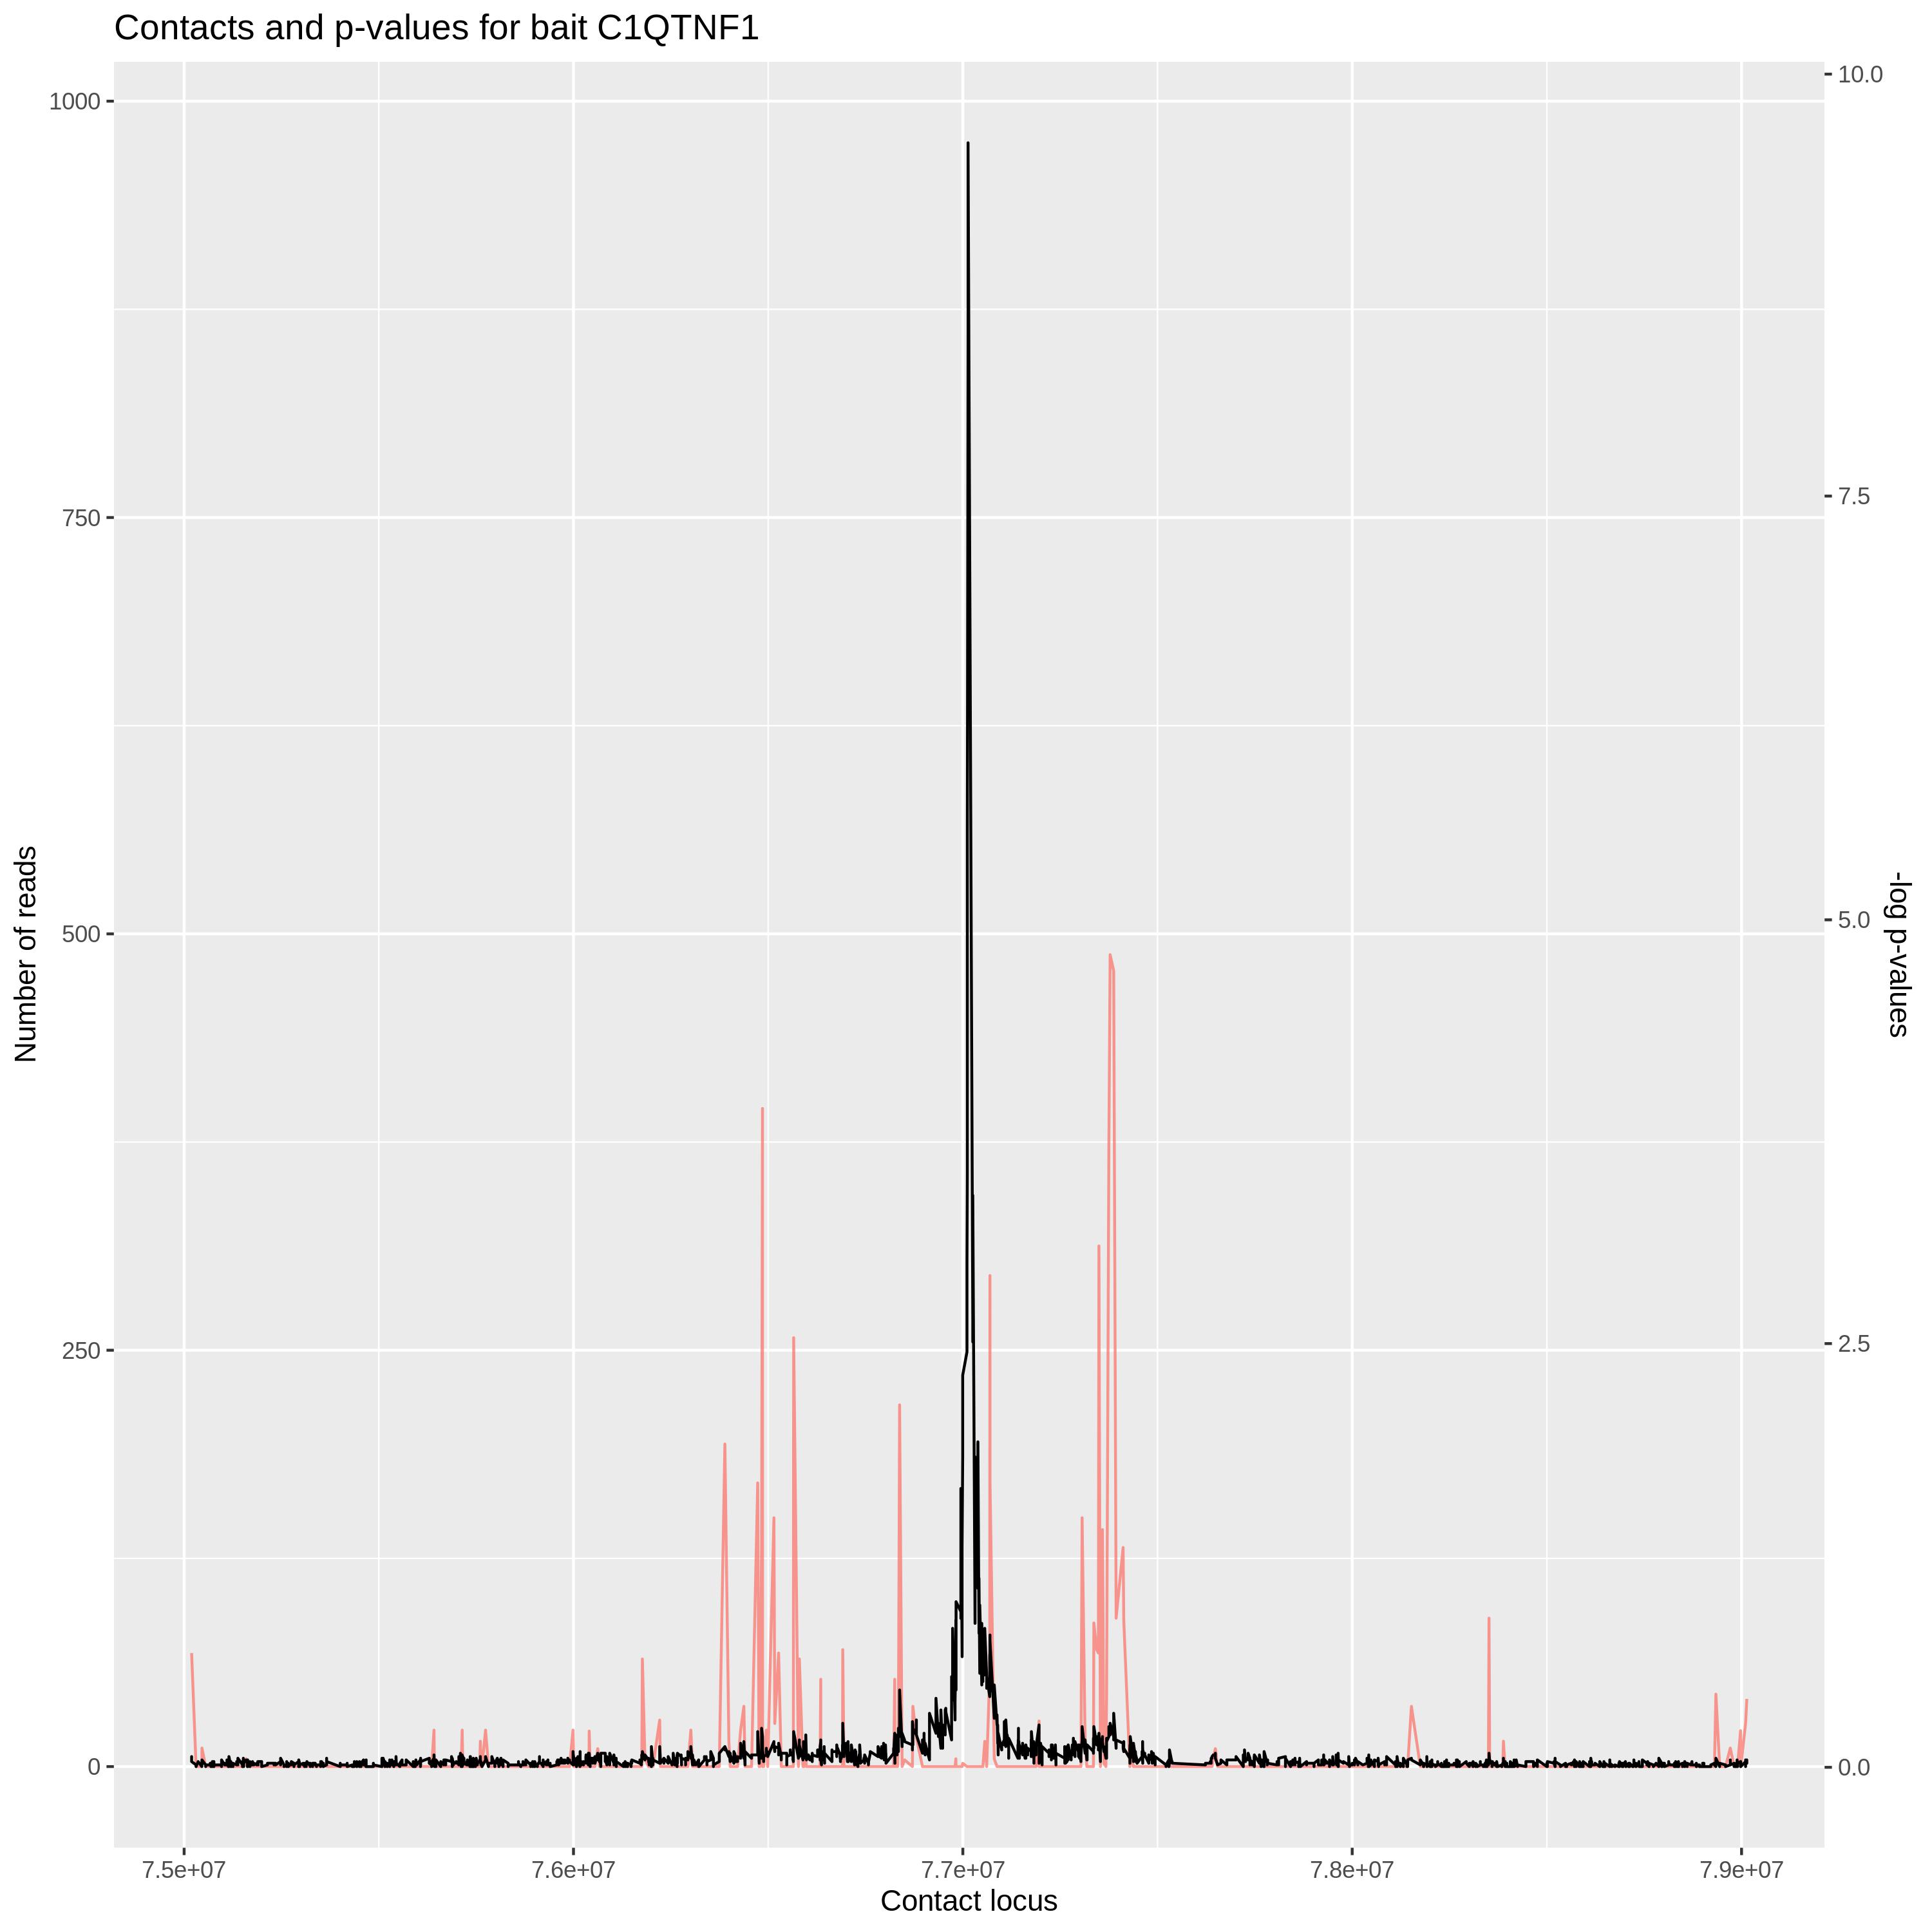 Contacts and p-values for bait C1QTNF1
1000
750
500
250
0
Number of reads
10.0
7.5
5.0
2.5
0.0
-log p-values
7.5e+07
7.6e+07
7.7e+07
7.8e+07
7.9e+07
Contact locus